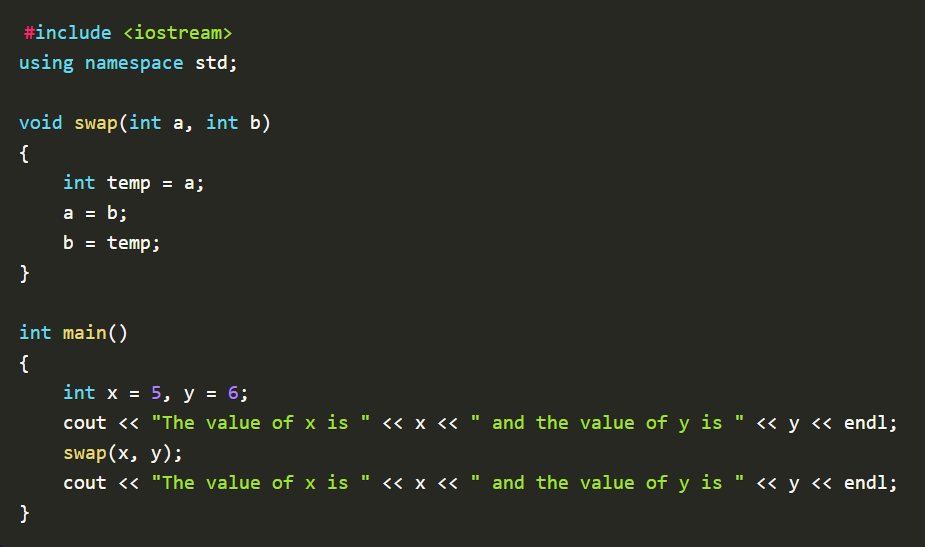 #include <iostream>
using namespace std;

void swap(int a, int b)
{
    int temp = a;
    a = b;
    b = temp;
}

int main()
{
    int x = 5, y = 6;
    cout << "The value of x is " << x << " and the value of y is " << y << endl;
    swap(x, y);
    cout << "The value of x is " << x << " and the value of y is " << y << endl;
}